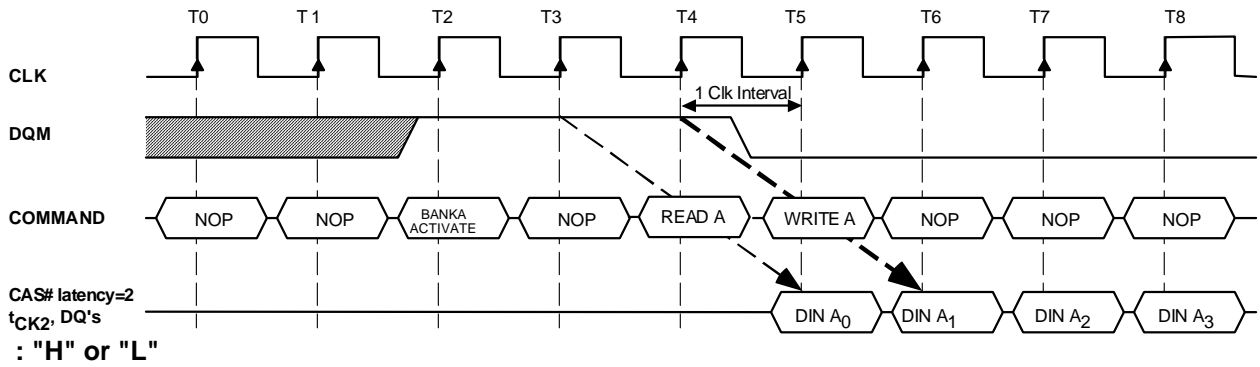 T0 T1 T2 T3 T4 T5 T6 T7 T8
CLK
1 Clk Interval
DQM
COMMAND NOP NOP BANKA ACTIVATE NOP READ A WRITE A NOP NOP NOP
CAS# latency=2
tCK2, DQ's DIN A0 DIN A1 DIN A2 DIN A3
: "H" or "L"